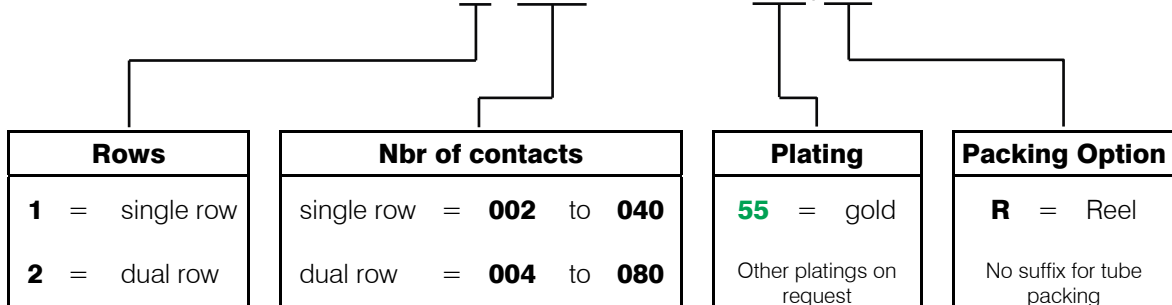 Rows
1 = single row
2 = dual row
Nbr of contacts
single row = 002 to 040
dual row = 004 to 080
Plating
55 = gold
Other platings on
request
Packing Option
R = Reel
No suffix for tube
packing